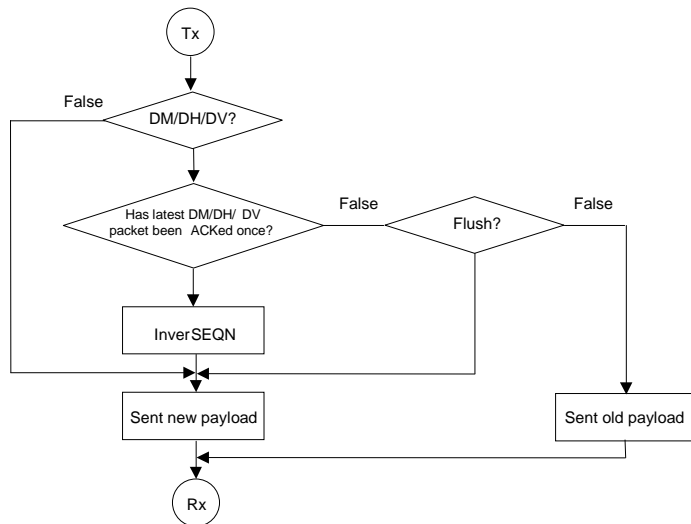 Tx
False
DM/DH/DV?
Has latest DM/DH/ DV
packet been ACKed once?
False
Flush?
False
InverSEQN
Sent new payload
Sent old payload
Rx